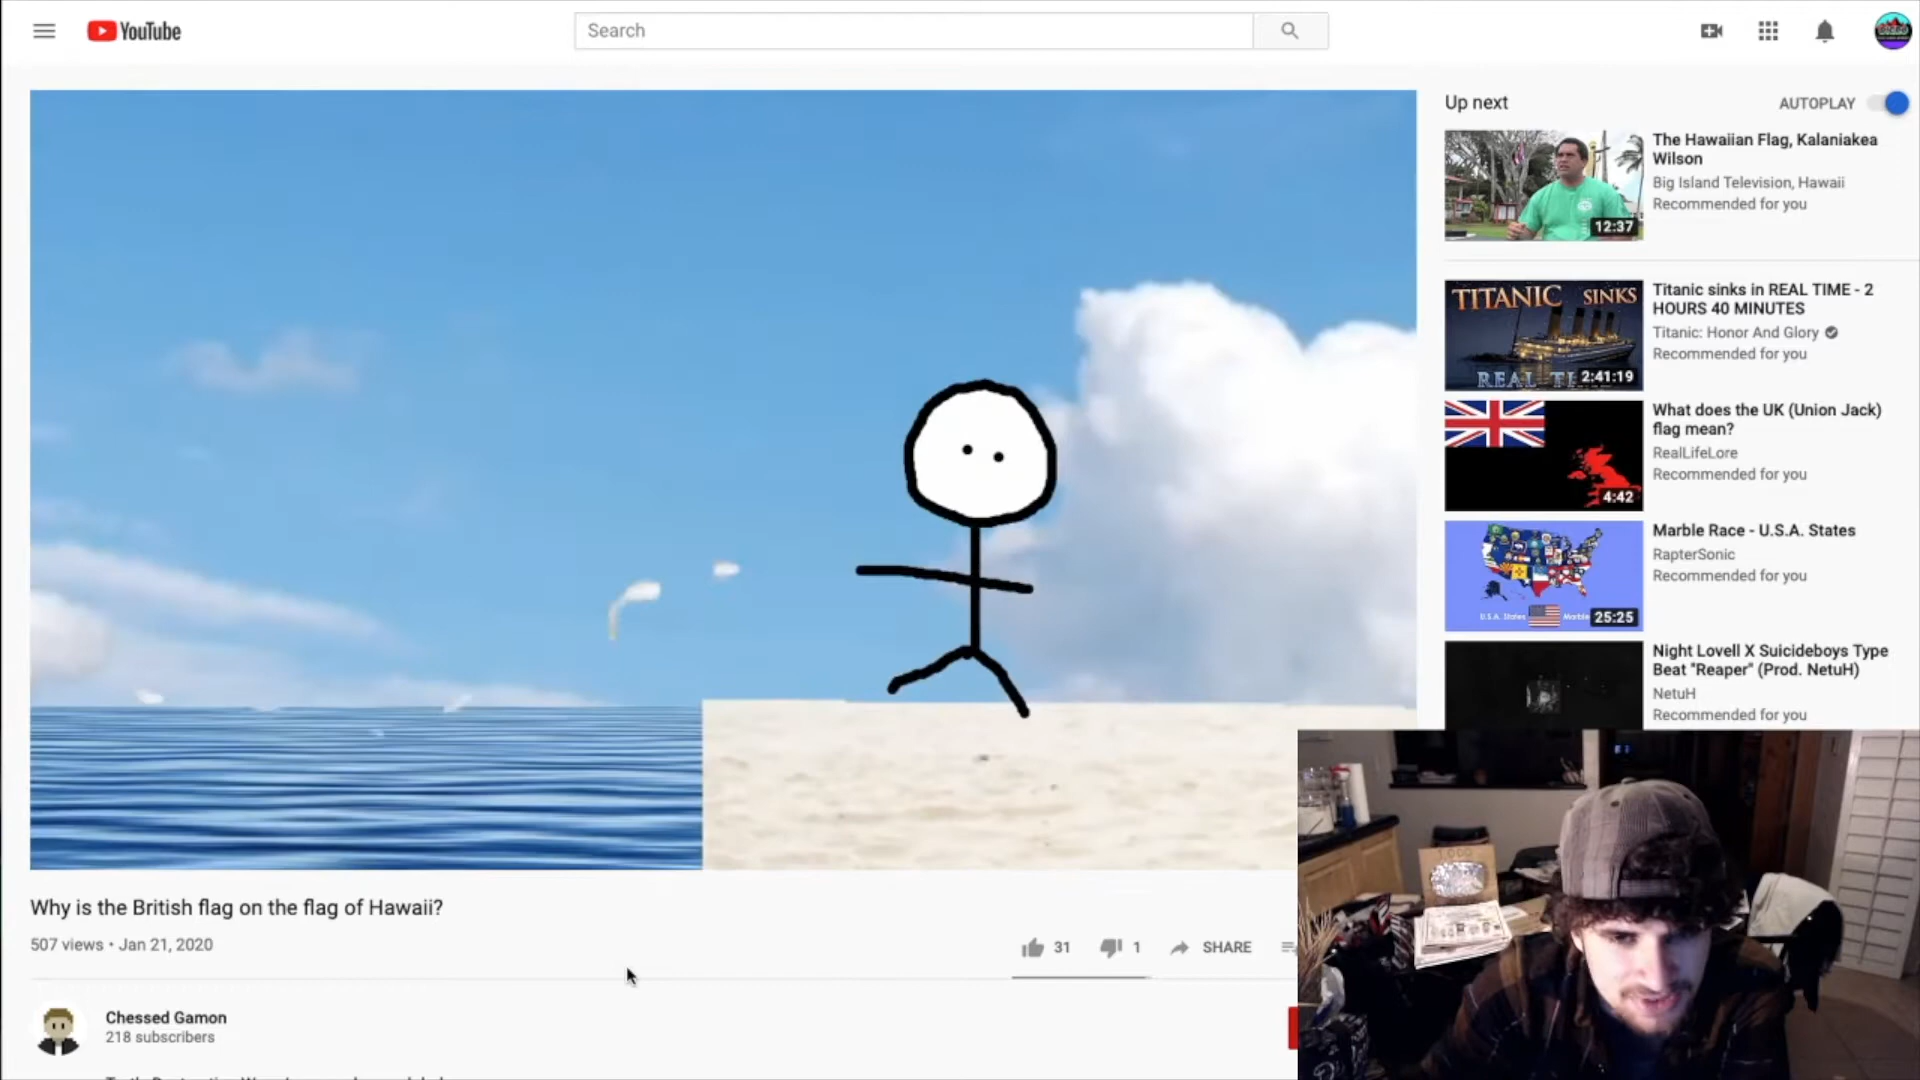 YouTube
Search
Up next
AUTOPLAY
The Hawaiian Flag, Kalaniakea
Wilson
Big Island Television, Hawaii
Recommended for you
12:37
TITANIC SINKS
REAL
2:41:19
Titanic sinks in REAL TIME - 2
HOURS 40 MINUTES
Titanic: Honor And Glory
Recommended for you
What does the UK (Union Jack)
flag mean?
RealLifeLore
Recommended for you
4:42
Marble Race - U.S.A. States
RapterSonic
Recommended for you
U.S.A. States
Marble
25:25
Night Lovell X Suicideboys Type
Beat "Reaper" (Prod. NetuH)
NetuH
Recommended for you
Why is the British flag on the flag of Hawaii?
507 views • Jan 21, 2020
31
1
SHARE
Chessed Gamon
218 subscribers